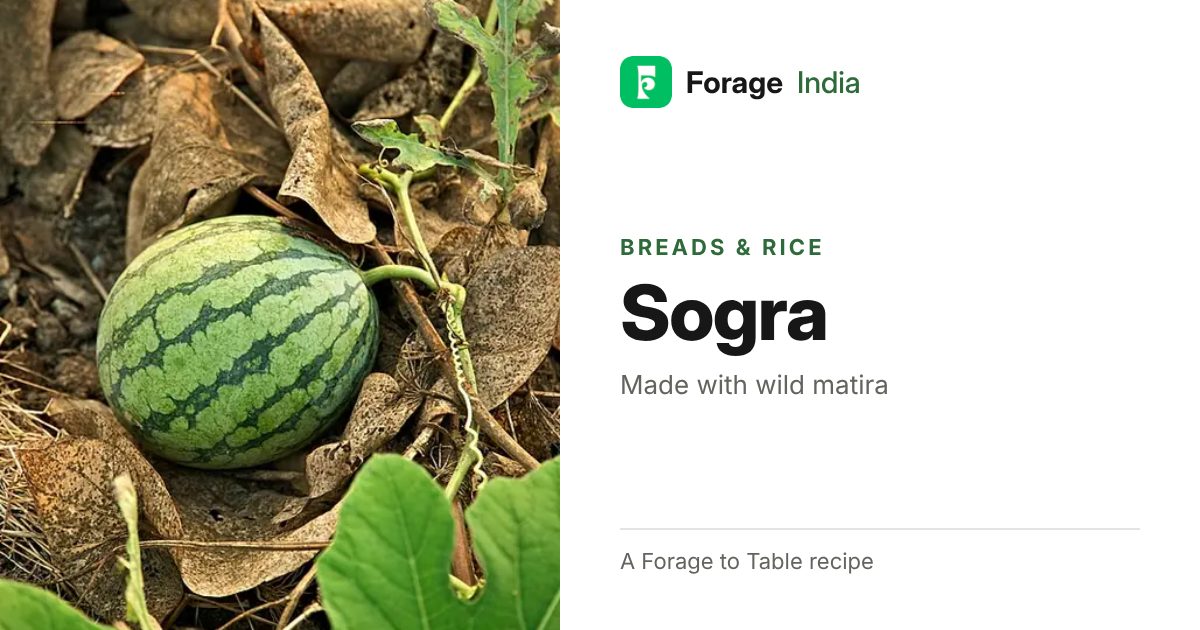 Forage India
BREADS & RICE
Sogra
Made with wild matira
A Forage to Table recipe